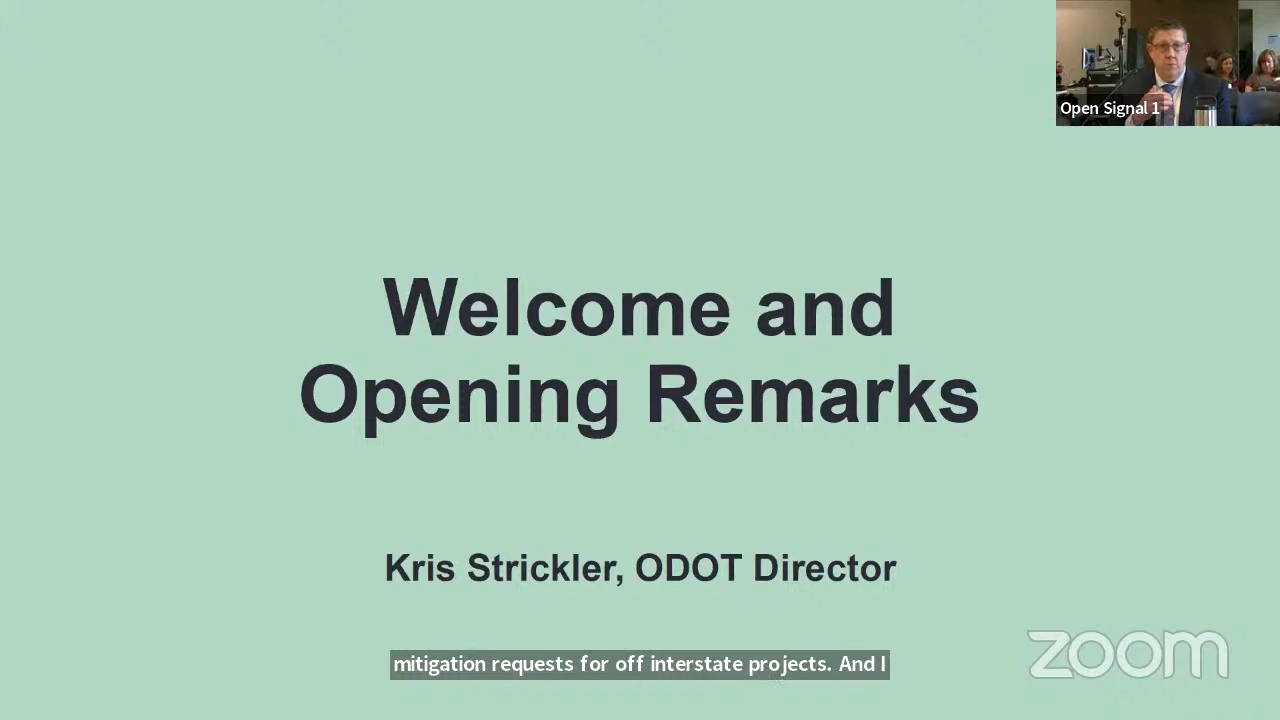 Open Signal 1
Welcome and
Opening Remarks
Kris Strickler, ODOT Director
mitigation requests for off interstate projects. And I
zoom